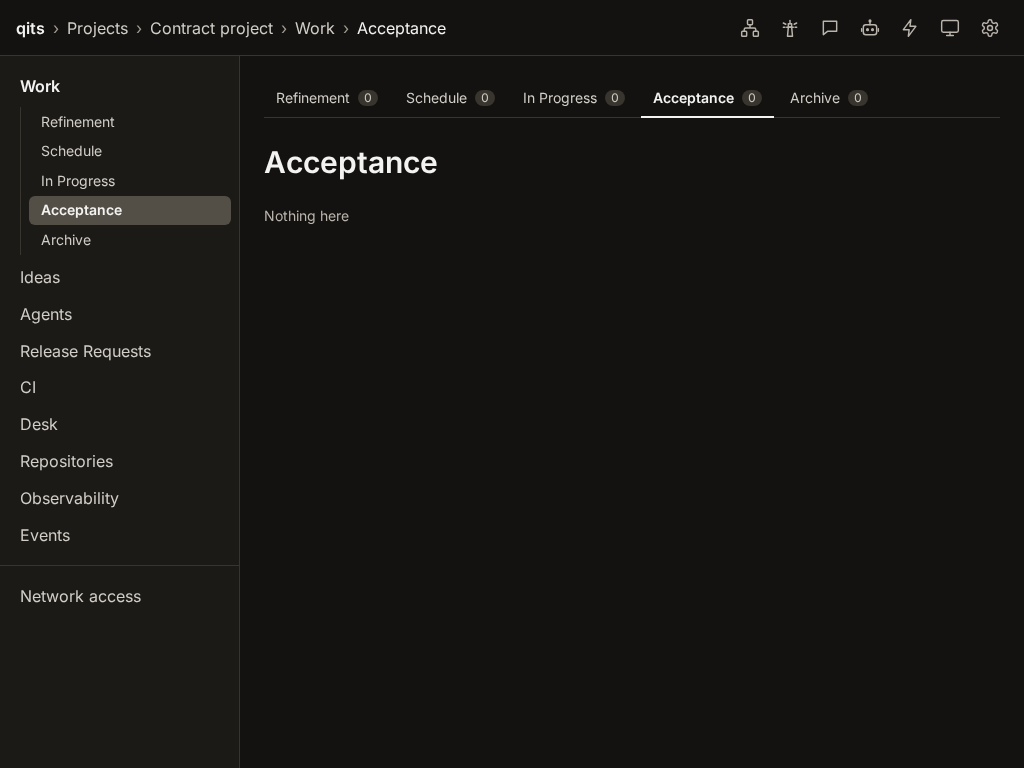 qits › Projects › Contract project › Work › Acceptance
Work
Refinement
Schedule
In Progress
Acceptance
Archive
Ideas
Agents
Release Requests
CI
Desk
Repositories
Observability
Events
Network access
Refinement 0 Schedule 0 In Progress 0 Acceptance 0 Archive 0
Acceptance
Nothing here